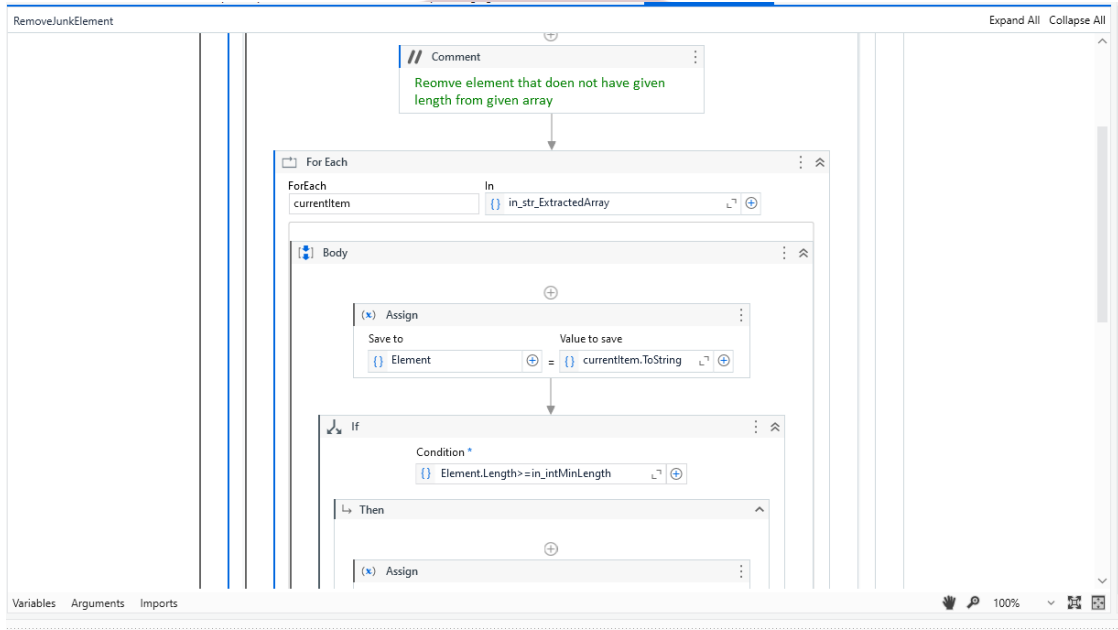 RemoveJunkElement
Expand All Collapse All
// Comment
Reomve element that doen not have given
length from given array
For Each
ForEach In
currentItem {} in_str_ExtractedArray
Body
(x) Assign
Save to Value to save
{} Element = {} currentItem.ToString
If
Condition *
{} Element.Length>=in_intMinLength
Then
(x) Assign
Variables Arguments Imports 100%